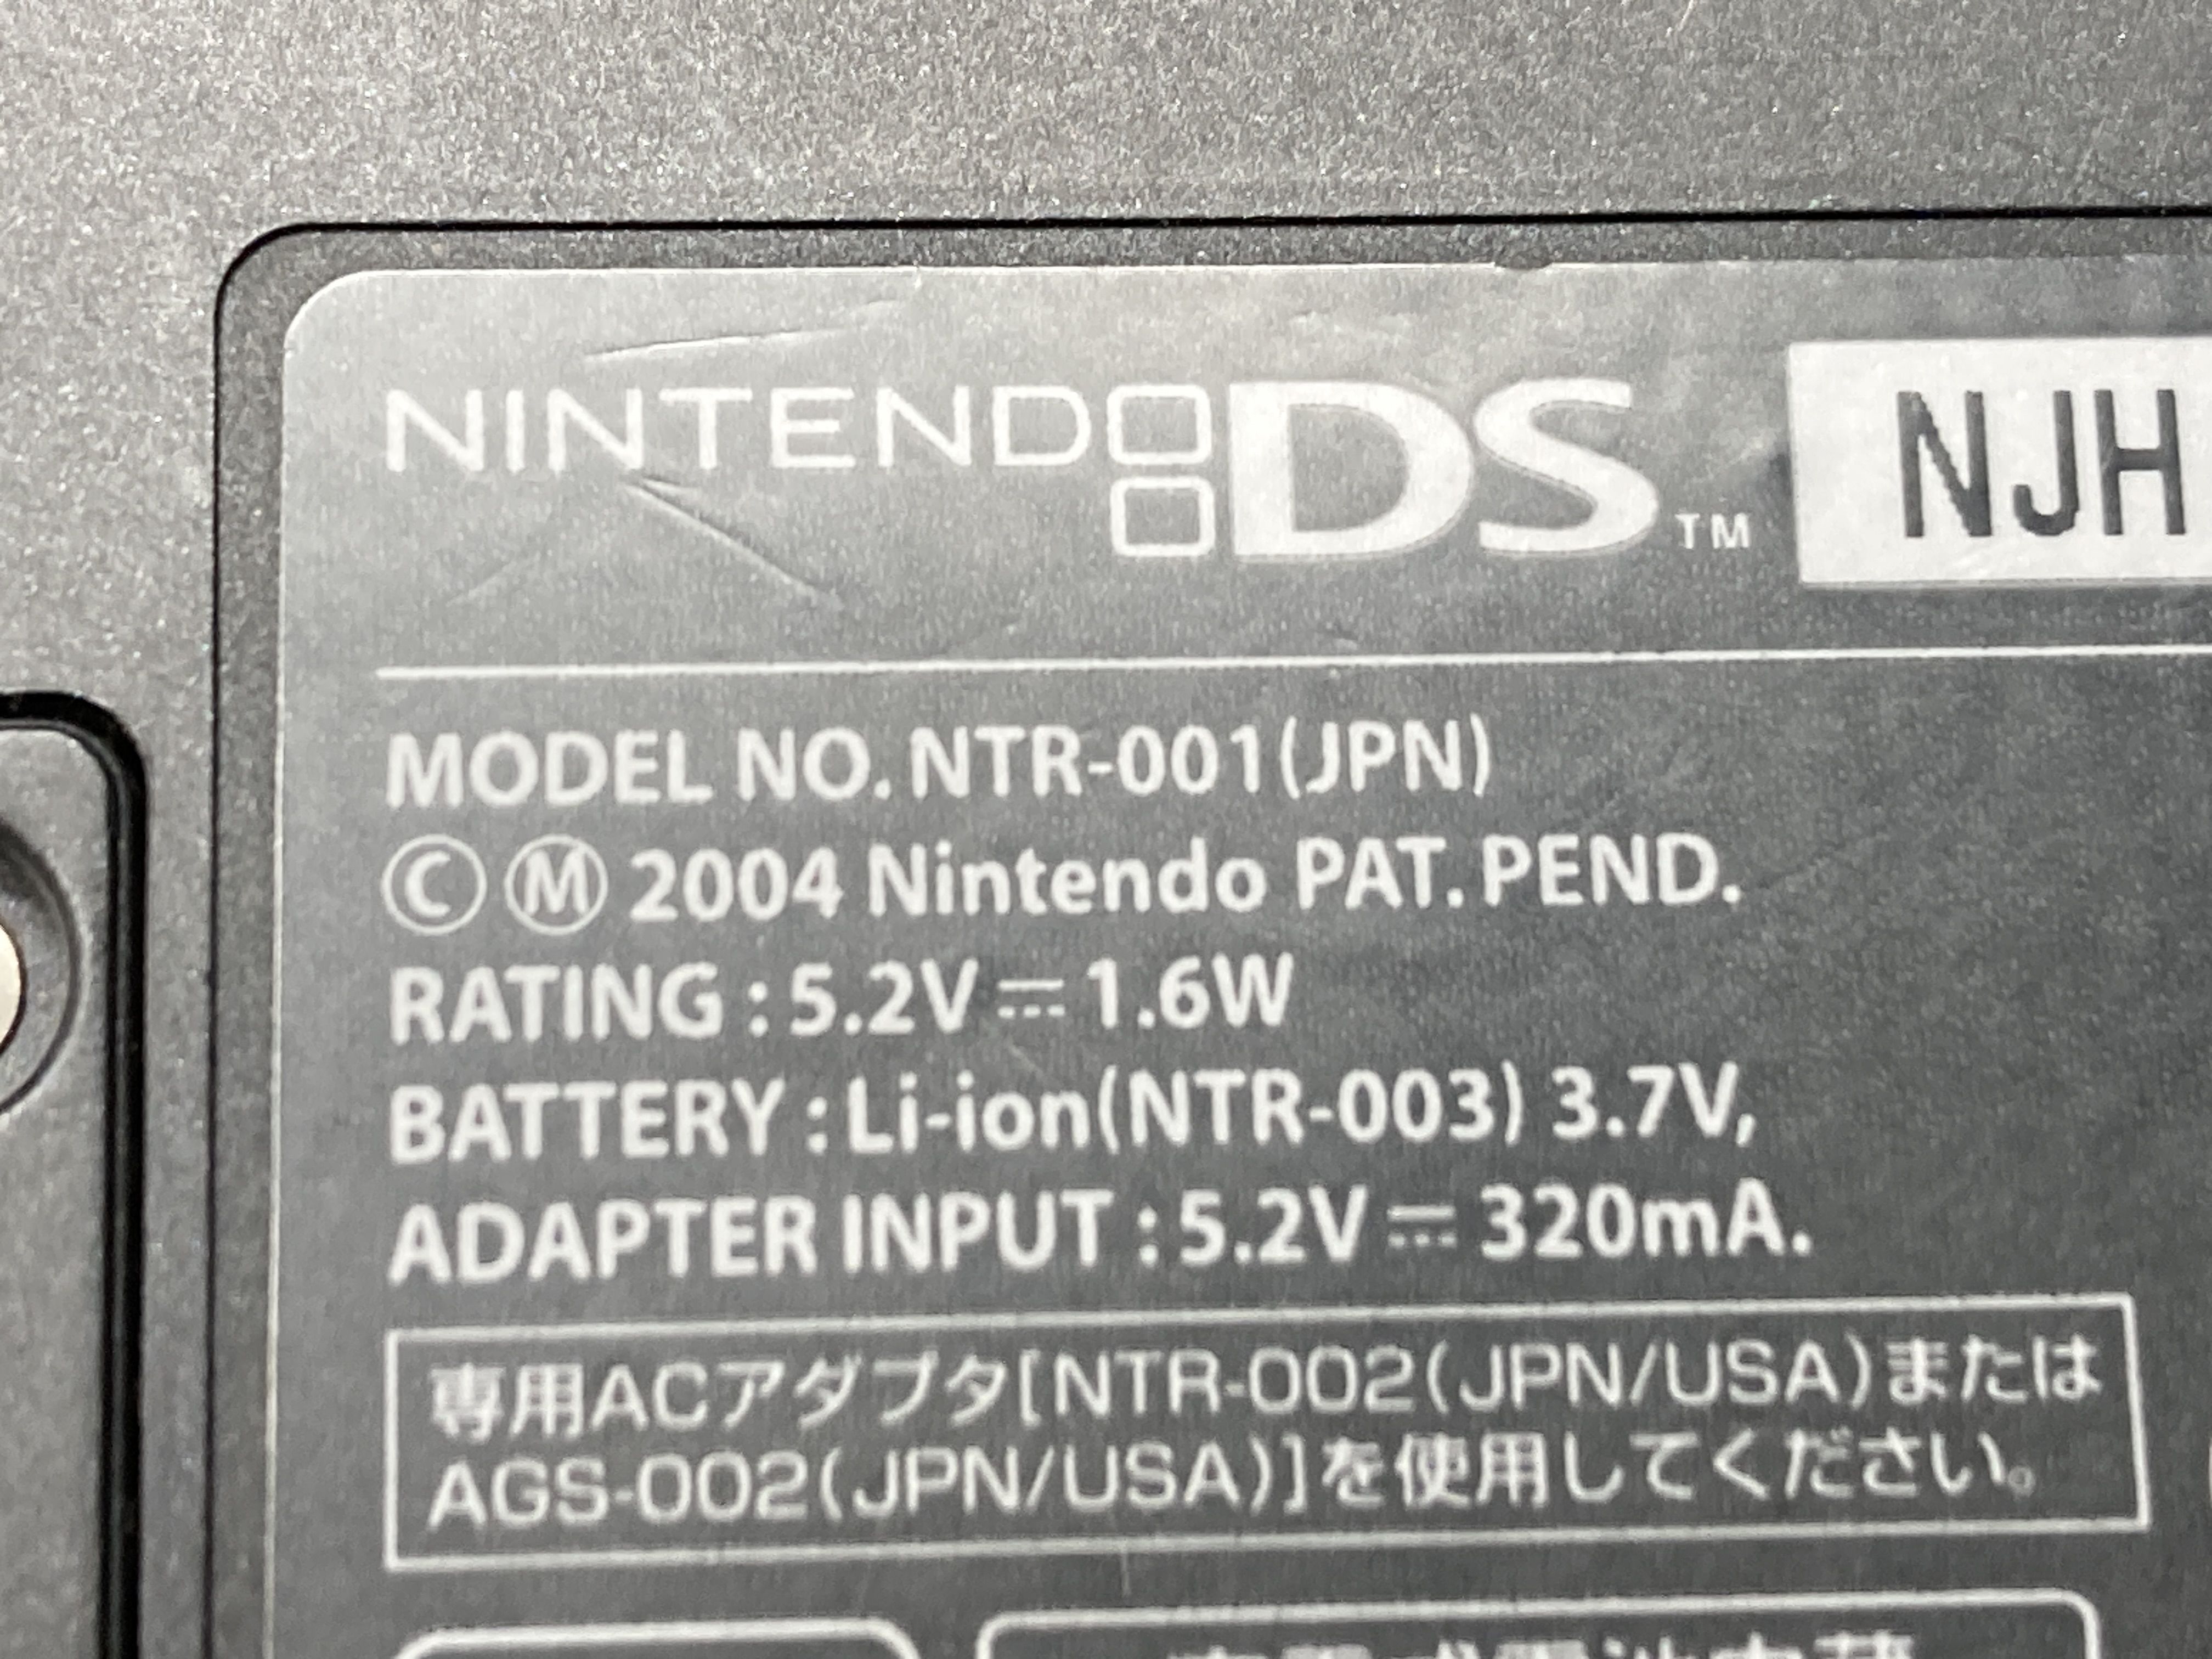 NINTENDO DS TM NJH
MODEL NO. NTR-001(JPN)
Ⓒ Ⓜ 2004 Nintendo PAT. PEND.
RATING : 5.2V ⎓ 1.6W
BATTERY : Li-ion(NTR-003) 3.7V,
ADAPTER INPUT : 5.2V ⎓ 320mA.
専用ACアダプタ[NTR-002(JPN/USA)または
AGS-002(JPN/USA)]を使用してください。